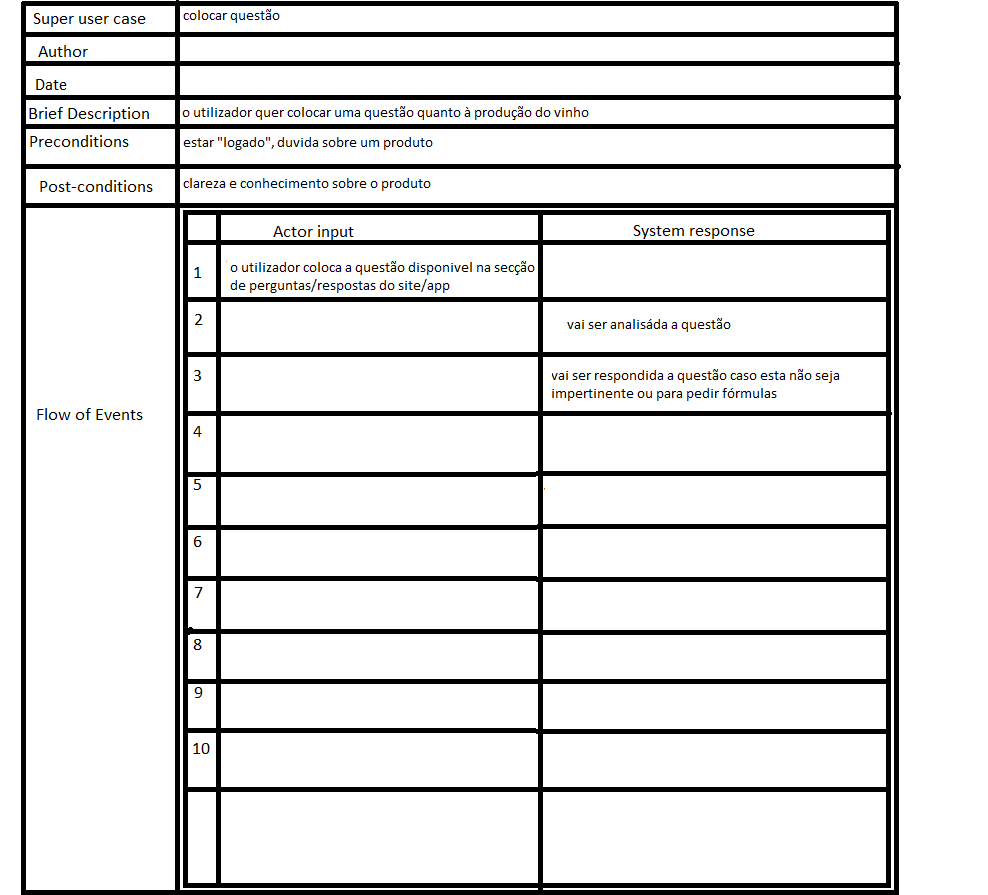 Super user case
colocar questão
Author
Date
Brief Description
o utilizador quer colocar uma questão quanto à produção do vinho
Preconditions
estar "logado", duvida sobre um produto
Post-conditions
clareza e conhecimento sobre o produto
Flow of Events
Actor input
System response
1
o utilizador coloca a questão disponivel na secção
de perguntas/respostas do site/app
2
vai ser analisáda a questão
3
vai ser respondida a questão caso esta não seja
impertinente ou para pedir fórmulas
4
5
6
7
8
9
10